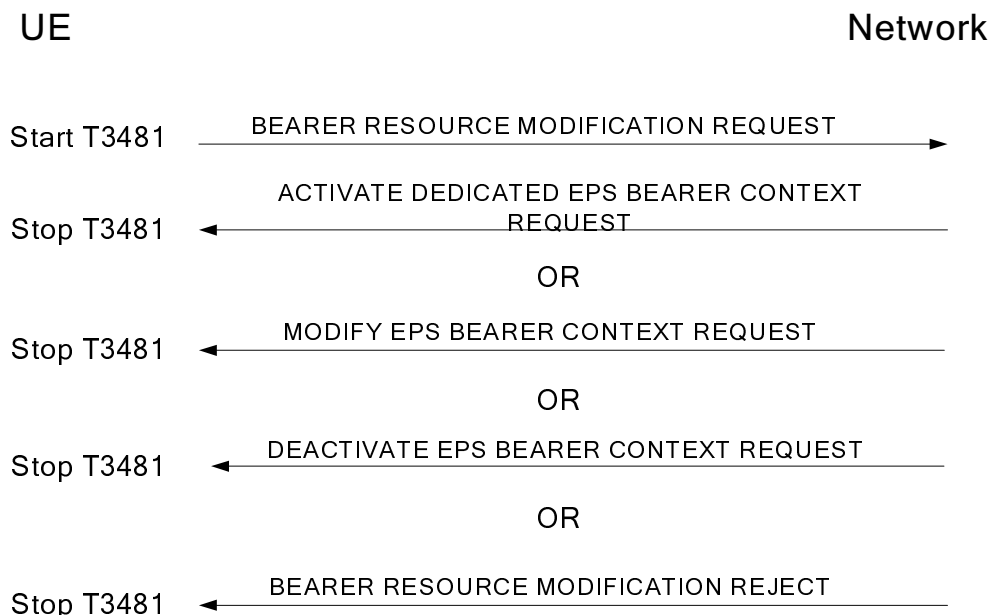 UE
Network
Start T3481
BEARER RESOURCE MODIFICATION REQUEST
ACTIVATE DEDICATED EPS BEARER CONTEXT
REQUEST
Stop T3481
OR
MODIFY EPS BEARER CONTEXT REQUEST
Stop T3481
OR
DEACTIVATE EPS BEARER CONTEXT REQUEST
Stop T3481
OR
BEARER RESOURCE MODIFICATION REJECT
Stop T3481